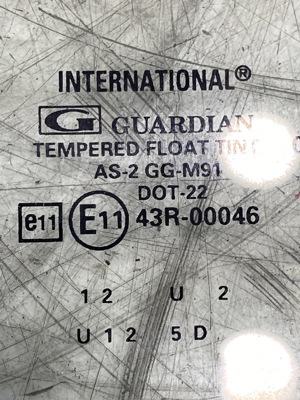 INTERNATIONAL®
G GUARDIAN
TEMPERED FLOAT
AS-2 GG-M91
DOT-22
e11 E11 43R-00046
1 2 U 2
U 1 2 5 D